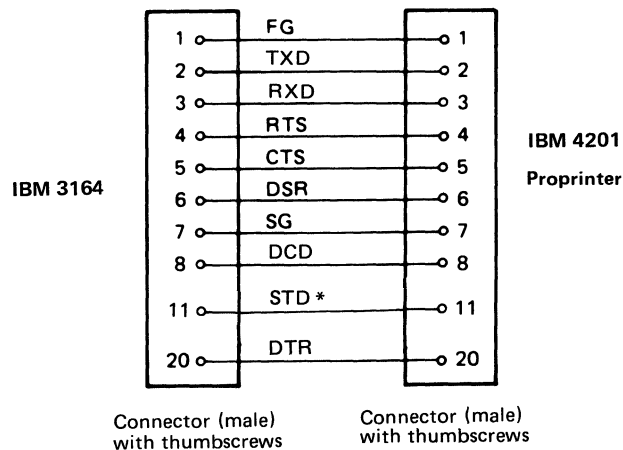 FG
1 1
TXD
2 2
RXD
3 3
RTS
4 4
CTS
5 5
DSR
6 6
SG
7 7
DCD
8 8
STD *
11 11
DTR
20 20
IBM 3164
IBM 4201
Proprinter
Connector (male)
with thumbscrews
Connector (male)
with thumbscrews